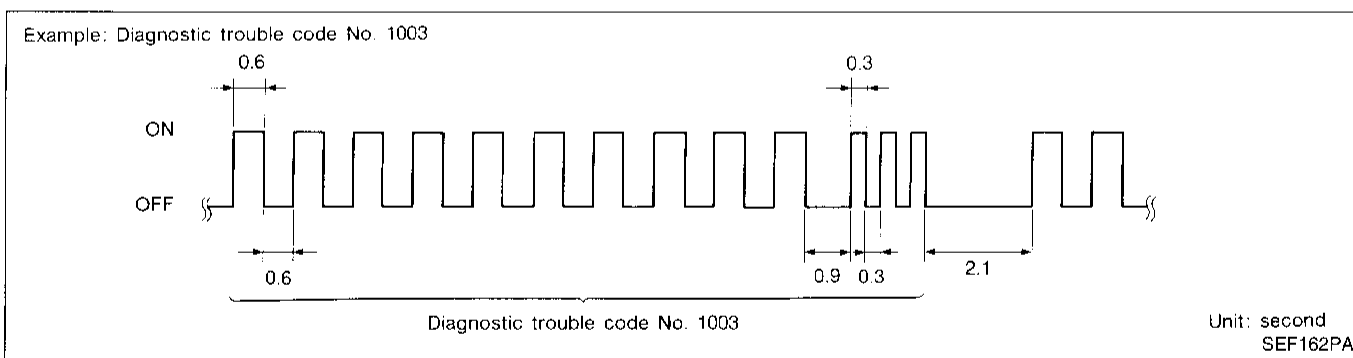 Example: Diagnostic trouble code No. 1003
0.6
0.3
ON
OFF
0.6
0.9
0.3
2.1
Diagnostic trouble code No. 1003
Unit: second
SEF162PA